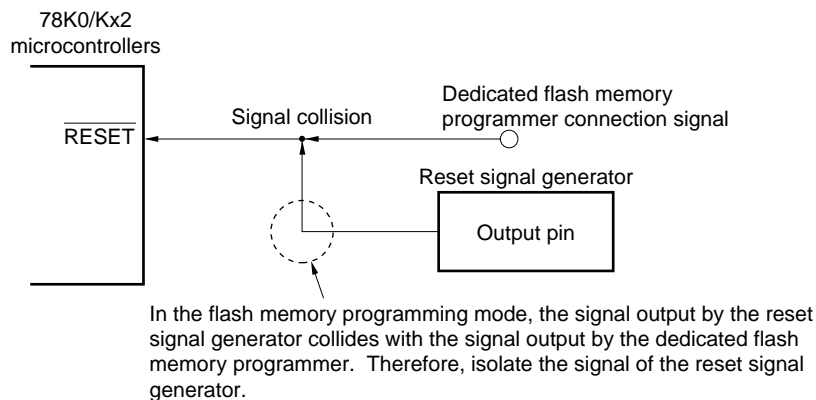 78K0/Kx2
microcontrollers
RESET
Signal collision
Dedicated flash memory
programmer connection signal
Reset signal generator
Output pin
In the flash memory programming mode, the signal output by the reset
signal generator collides with the signal output by the dedicated flash
memory programmer.  Therefore, isolate the signal of the reset signal
generator.